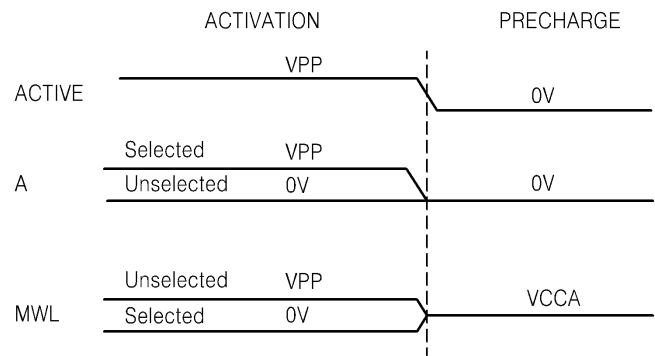 ACTIVATION PRECHARGE
VPP
ACTIVE 0V
Selected VPP
A Unselected 0V 0V
Unselected VPP
VCCA
MWL Selected 0V